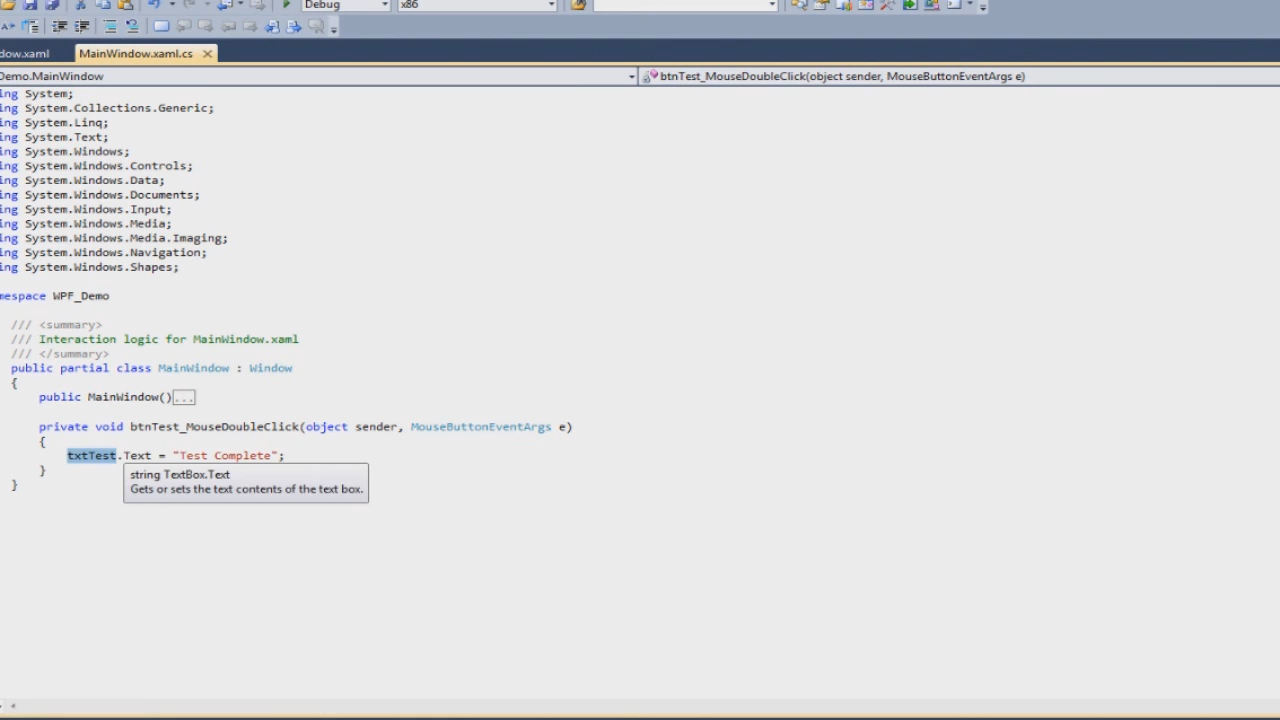 Debug x86
dow.xaml MainWindow.xaml.cs
Demo.MainWindow btnTest_MouseDoubleClick(object sender, MouseButtonEventArgs e)
ing System;
ing System.Collections.Generic;
ing System.Linq;
ing System.Text;
ing System.Windows;
ing System.Windows.Controls;
ing System.Windows.Data;
ing System.Windows.Documents;
ing System.Windows.Input;
ing System.Windows.Media;
ing System.Windows.Media.Imaging;
ing System.Windows.Navigation;
ing System.Windows.Shapes;
mespace WPF_Demo
/// <summary>
/// Interaction logic for MainWindow.xaml
/// </summary>
public partial class MainWindow : Window
{
public MainWindow()...
private void btnTest_MouseDoubleClick(object sender, MouseButtonEventArgs e)
{
txtTest.Text = "Test Complete";
}
string TextBox.Text
Gets or sets the text contents of the text box.
}